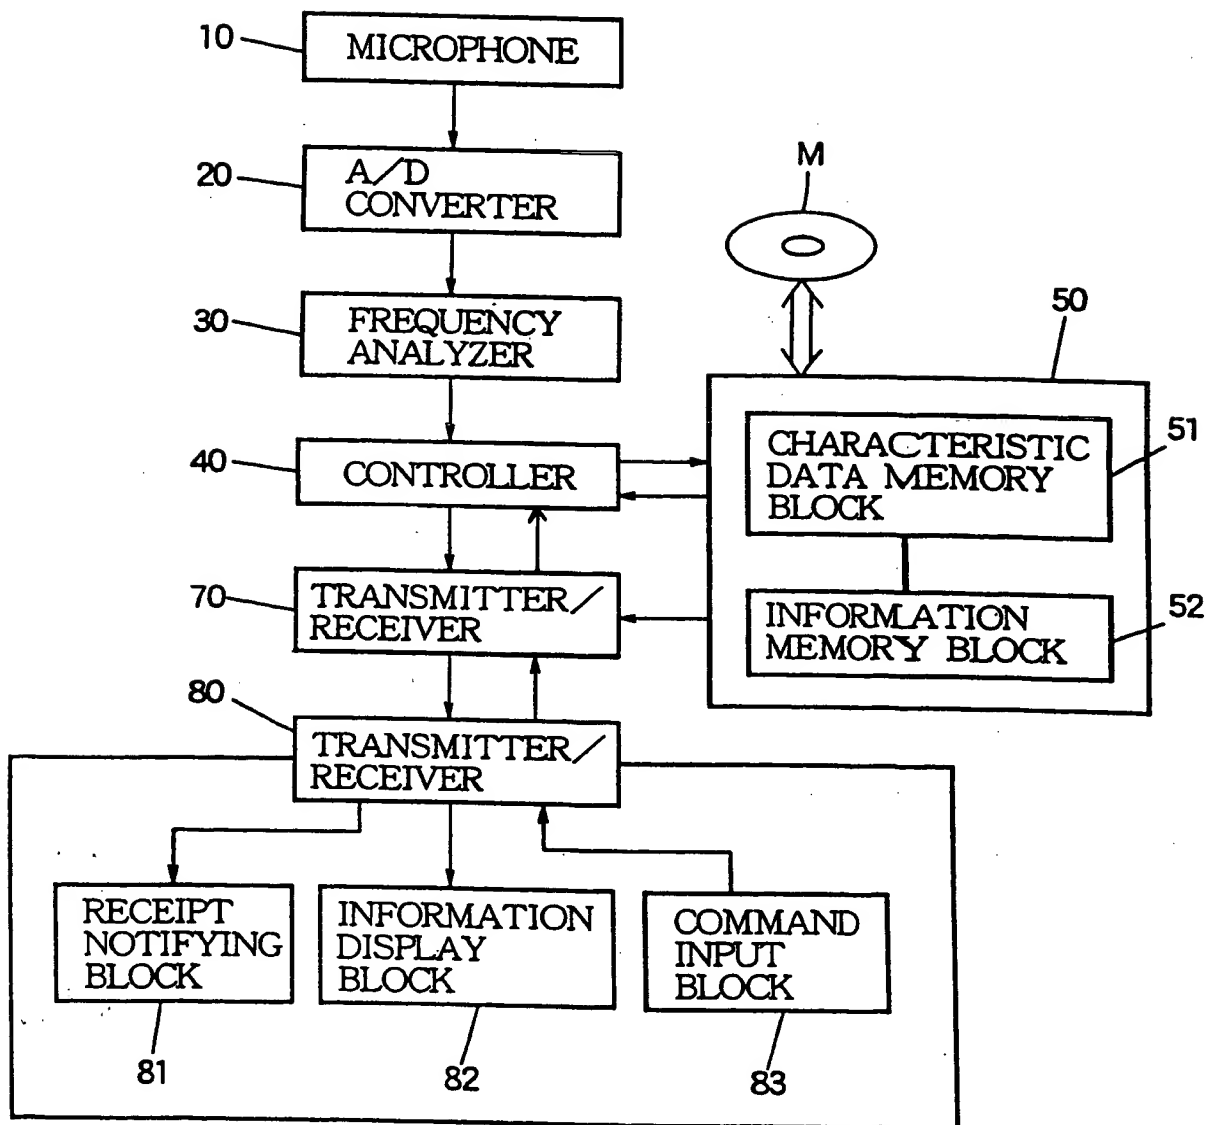 10
MICROPHONE
20
A/D
CONVERTER
M
30
FREQUENCY
ANALYZER
50
40
CONTROLLER
CHARACTERISTIC
DATA MEMORY
BLOCK
51
70
TRANSMITTER/
RECEIVER
INFORMATION
MEMORY BLOCK
52
80
TRANSMITTER/
RECEIVER
RECEIPT
NOTIFYING
BLOCK
INFORMATION
DISPLAY
BLOCK
COMMAND
INPUT
BLOCK
81
82
83